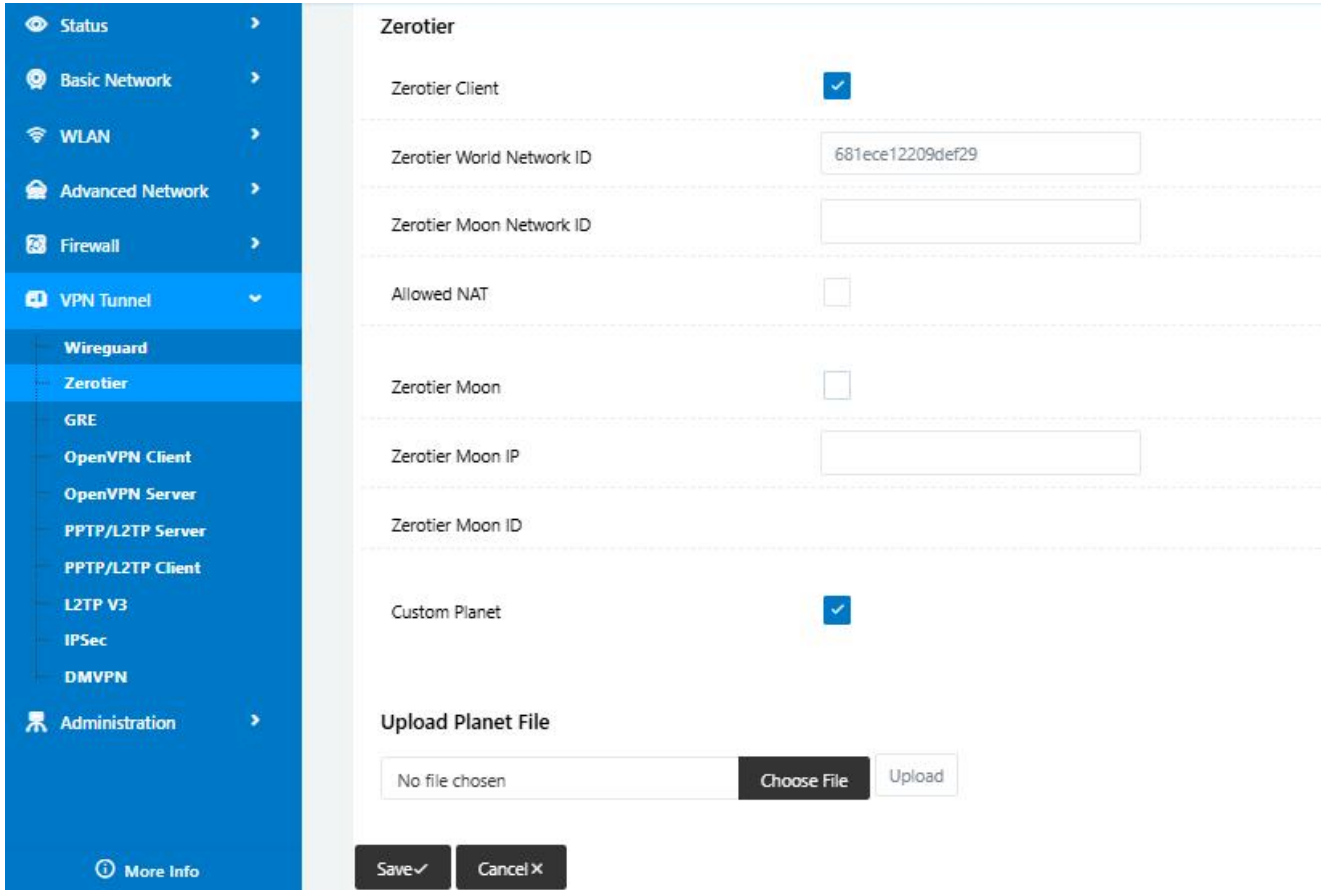 Status
Basic Network
WLAN
Advanced Network
Firewall
VPN Tunnel
Wireguard
Zerotier
GRE
OpenVPN Client
OpenVPN Server
PPTP/L2TP Server
PPTP/L2TP Client
L2TP V3
IPSec
DMVPN
Administration
More Info
Zerotier
Zerotier Client
Zerotier World Network ID 681ece12209def29
Zerotier Moon Network ID
Allowed NAT
Zerotier Moon
Zerotier Moon IP
Zerotier Moon ID
Custom Planet
Upload Planet File
No file chosen Choose File Upload
Save Cancel